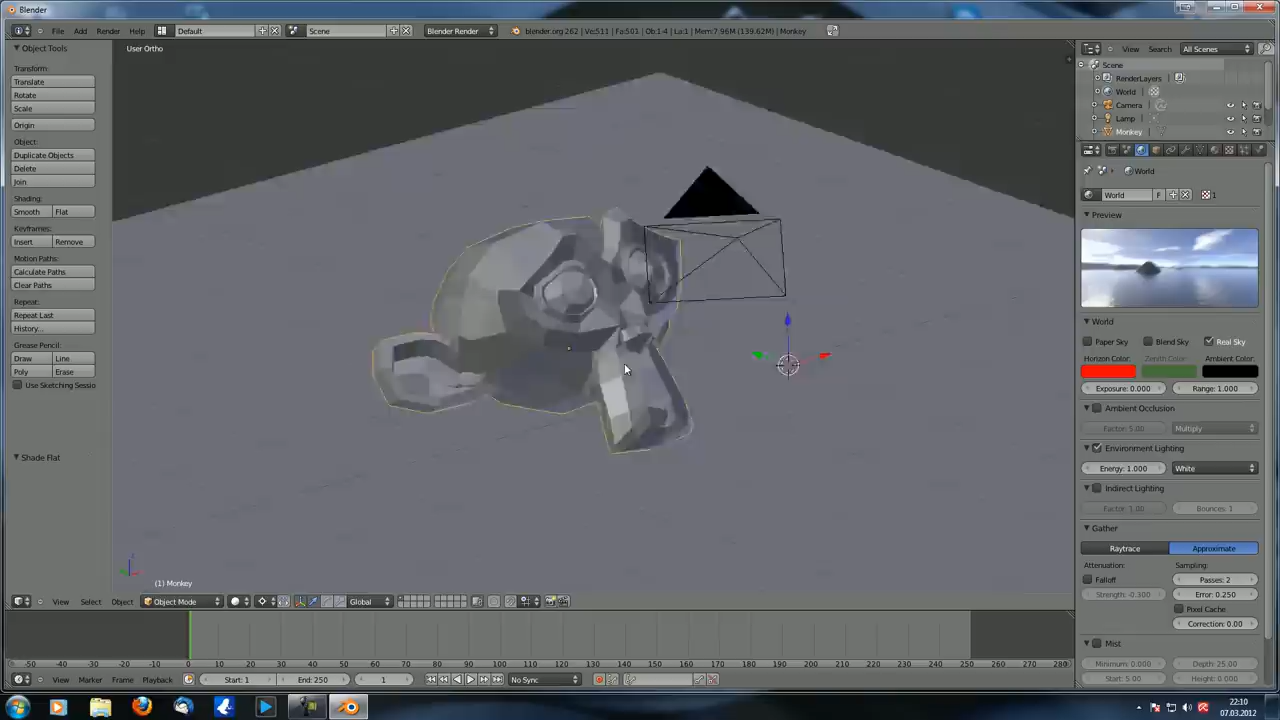 Blender
File Add Render Help Default Scene Blender Render blender.org 262 | Ve:511 | Fa:501 | Ob:1-4 | La:1 | Mem:7.96M (139.62M) | Monkey
Object Tools
User Ortho
View Search All Scenes
Scene
RenderLayers
World
Camera
Lamp
Monkey
Transform:
Translate
Rotate
Scale
Origin
Object:
Duplicate Objects
Delete
Join
Shading:
Smooth Flat
Keyframes:
Insert Remove
Motion Paths:
Calculate Paths
Clear Paths
Repeat:
Repeat Last
History...
Grease Pencil:
Draw Line
Poly Erase
Use Sketching Sessio
Shade Flat
World
World F
Preview
World
Paper Sky Blend Sky Real Sky
Horizon Color: Zenith Color: Ambient Color:
Exposure: 0.000 Range: 1.000
Ambient Occlusion
Factor: 5.00 Multiply
Environment Lighting
Energy: 1.000 White
Indirect Lighting
Factor: 1.00 Bounces: 1
Gather
Raytrace Approximate
Attenuation: Sampling:
Falloff Passes: 2
Strength: -0.300 Error: 0.250
Pixel Cache
Correction: 0.00
Mist
Minimum: 0.000 Depth: 25.00
Start: 5.00 Height: 0.000
(1) Monkey
View Select Object Object Mode Global
-50 -40 -30 -20 -10 0 10 20 30 40 50 60 70 80 90 100 110 120 130 140 150 160 170 180 190 200 210 220 230 240 250 260 270 280
View Marker Frame Playback Start: 1 End: 250 1 No Sync
DE
22:10
07.03.2012